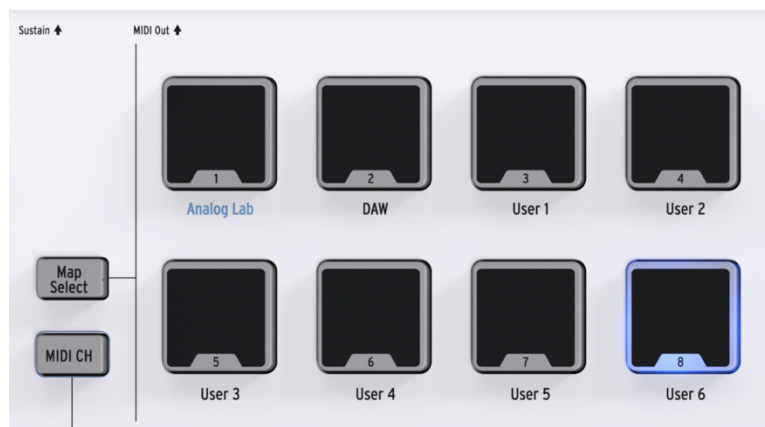 Sustain
MIDI Out
1
2
3
4
Analog Lab
DAW
User 1
User 2
Map
Select
5
6
7
8
MIDI CH
User 3
User 4
User 5
User 6